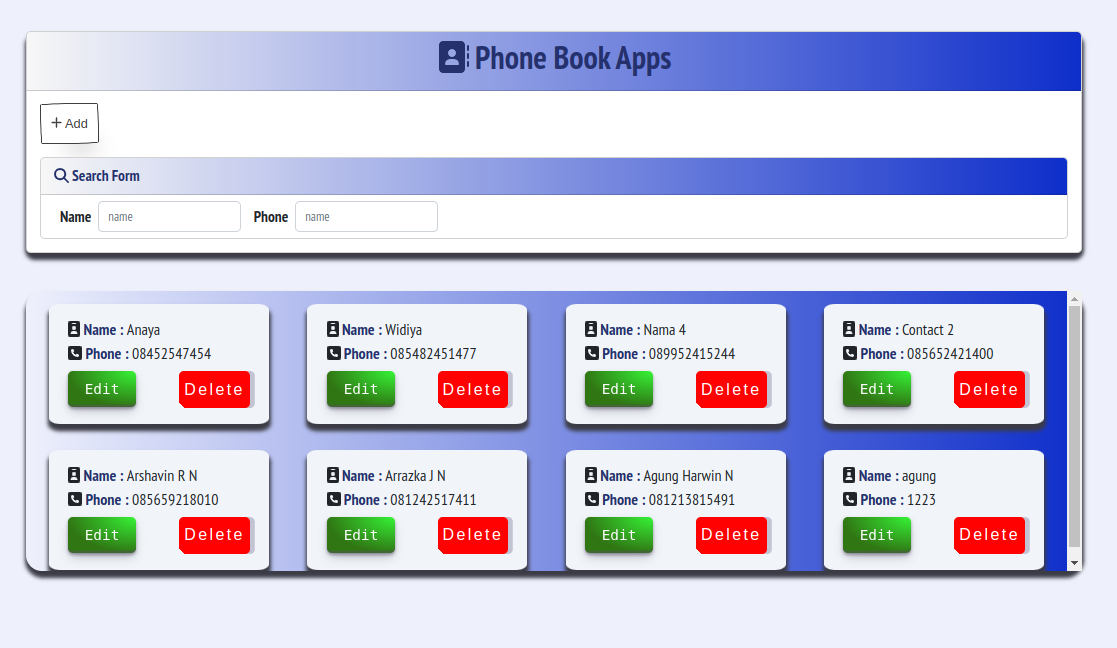 Phone Book Apps
+ Add
Search Form
Name name Phone name
Name : Anaya
Phone : 08452547454
Edit Delete
Name : Widiya
Phone : 085482451477
Edit Delete
Name : Nama 4
Phone : 089952415244
Edit Delete
Name : Contact 2
Phone : 085652421400
Edit Delete
Name : Arshavin R N
Phone : 085659218010
Edit Delete
Name : Arrazka J N
Phone : 081242517411
Edit Delete
Name : Agung Harwin N
Phone : 081213815491
Edit Delete
Name : agung
Phone : 1223
Edit Delete